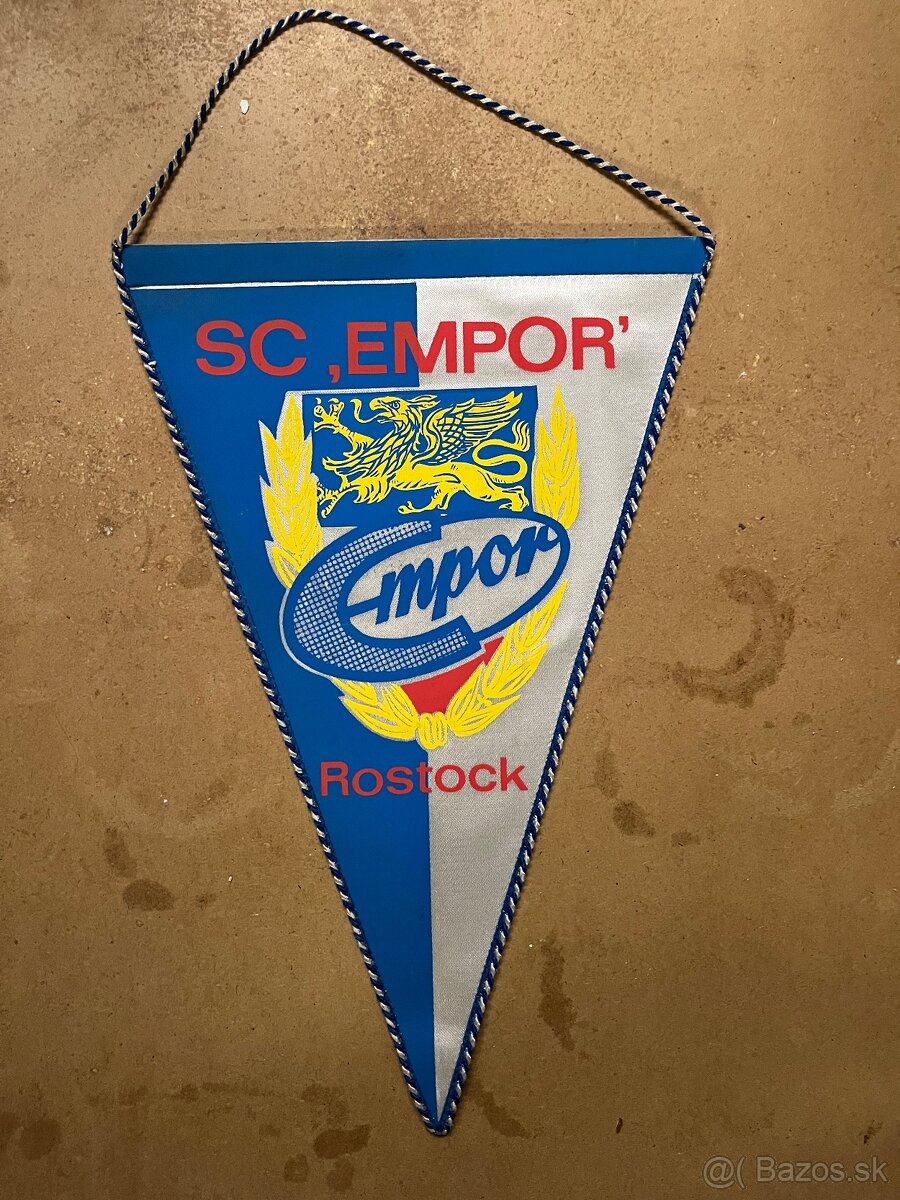 SC ‚EMPOR’
Empor
Rostock
@( Bazos.sk